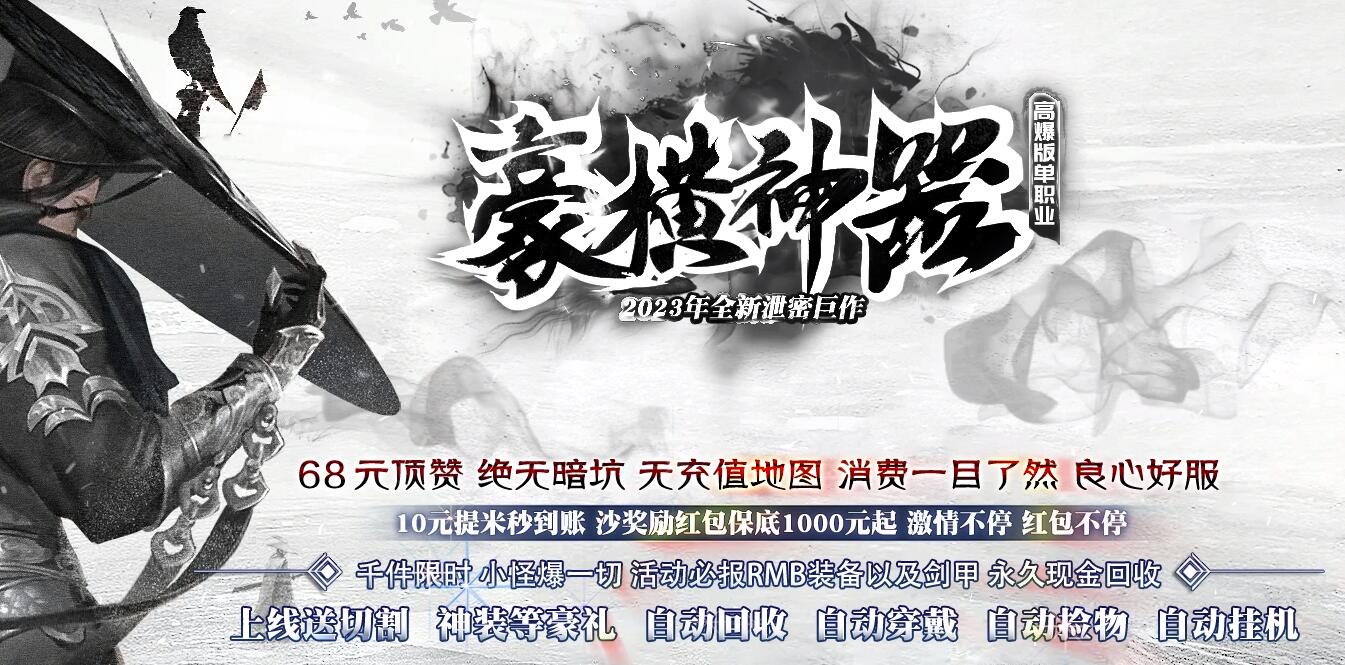 豪横神器
高爆版单职业
2023年全新泄密巨作
68元顶赞 绝无暗坑 无充值地图 消费一目了然 良心好服
10元提米秒到账 沙奖励红包保底1000元起 激情不停 红包不停
千件限时 小怪爆一切 活动必报RMB装备以及剑甲 永久现金回收
上线送切割 神装等豪礼 自动回收 自动穿戴 自动捡物 自动挂机